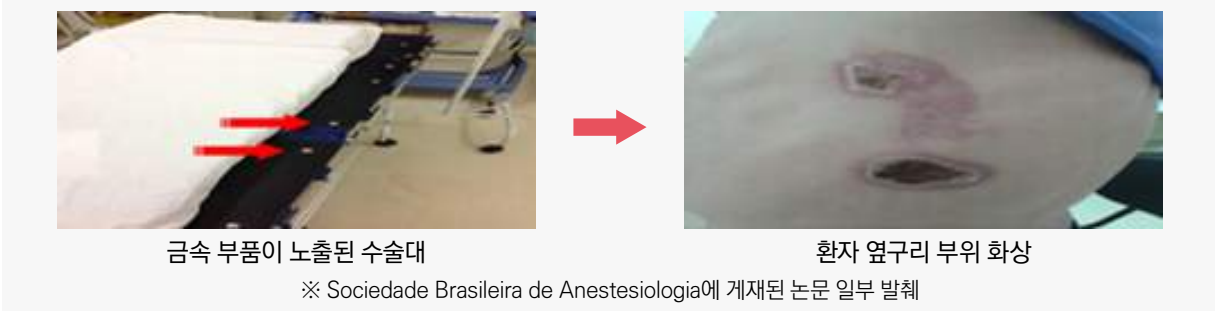 금속 부품이 노출된 수술대
환자 옆구리 부위 화상
※ Sociedade Brasileira de Anestesiologia에 게재된 논문 일부 발췌